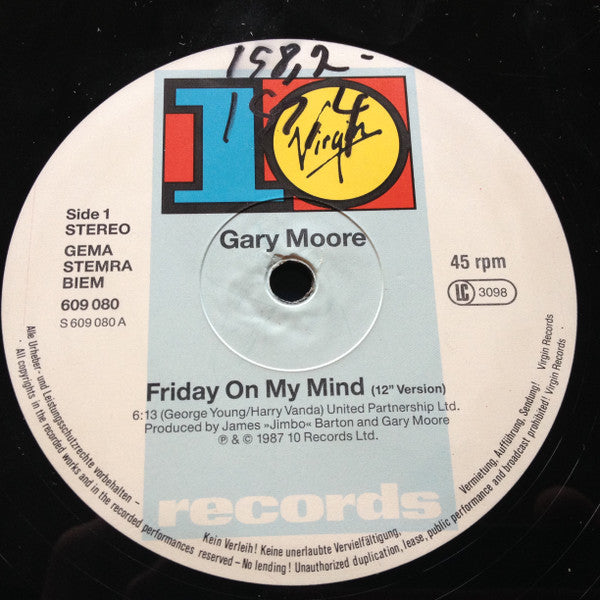 1982-
10
Virgin
Gary Moore
Side 1
STEREO
GEMA
STEMRA
BIEM
609 080
S 609 080 A
45 rpm
LC 3098
Friday On My Mind (12" Version)
6:13 (George Young/Harry Vanda) United Partnership Ltd.
Produced by James »Jimbo« Barton and Gary Moore
℗ & © 1987 10 Records Ltd.
records
Alle Urheber- und Leistungsschutzrechte vorbehalten –
Kein Verleih! Keine unerlaubte Vervielfältigung,
Vermietung, Aufführung, Sendung! Virgin Records
· All copyrights in the recorded works and in the recorded
performances reserved – No lending! Unauthorized duplication, lease, public performance and broadcast prohibited! Virgin Records ·